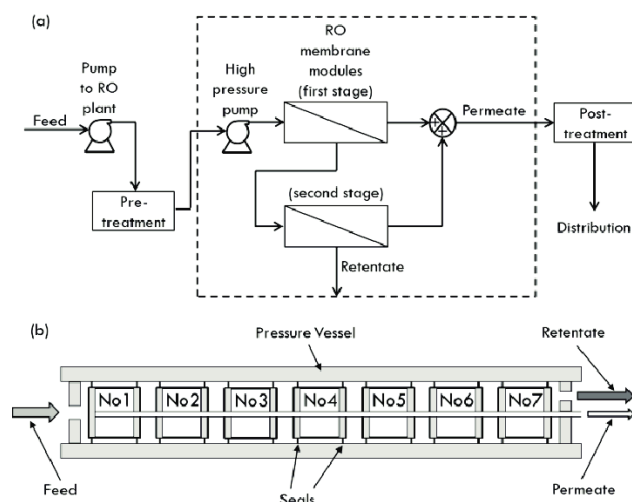 (a)
Pump
to RO
plant
Feed
Pre-
treatment
High
pressure
pump
RO
membrane
modules
(first stage)
(second stage)
Retentate
Permeate
Post-
treatment
Distribution
(b)
Pressure Vessel
Retentate
No1
No2
No3
No4
No5
No6
No7
Feed
Seals
Permeate